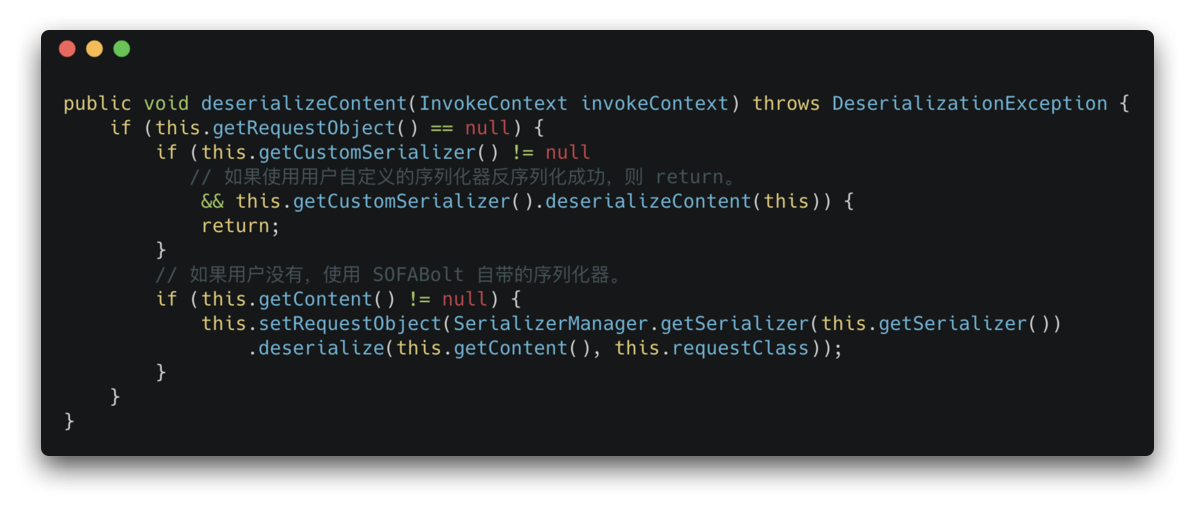 public void deserializeContent(InvokeContext invokeContext) throws DeserializationException {
    if (this.getRequestObject() == null) {
        if (this.getCustomSerializer() != null
           // 如果使用用户自定义的序列化器反序列化成功，则 return。
            && this.getCustomSerializer().deserializeContent(this)) {
            return;
        }
        // 如果用户没有，使用 SOFABolt 自带的序列化器。
        if (this.getContent() != null) {
            this.setRequestObject(SerializerManager.getSerializer(this.getSerializer())
                .deserialize(this.getContent(), this.requestClass));
        }
    }
}